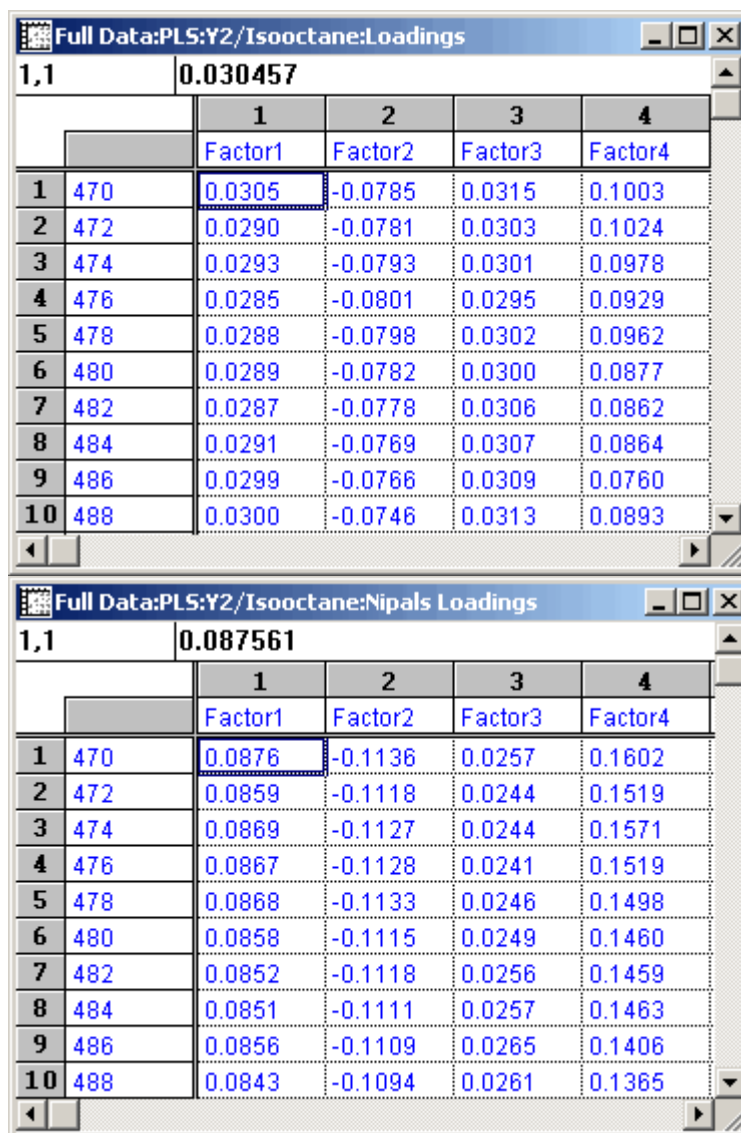 Full Data:PLS:Y2/Isooctane:Loadings
1,1 0.030457
1 2 3 4
Factor1 Factor2 Factor3 Factor4
1 470 0.0305 -0.0785 0.0315 0.1003
2 472 0.0290 -0.0781 0.0303 0.1024
3 474 0.0293 -0.0793 0.0301 0.0978
4 476 0.0285 -0.0801 0.0295 0.0929
5 478 0.0288 -0.0798 0.0302 0.0962
6 480 0.0289 -0.0782 0.0300 0.0877
7 482 0.0287 -0.0778 0.0306 0.0862
8 484 0.0291 -0.0769 0.0307 0.0864
9 486 0.0299 -0.0766 0.0309 0.0760
10 488 0.0300 -0.0746 0.0313 0.0893
Full Data:PLS:Y2/Isooctane:Nipals Loadings
1,1 0.087561
1 2 3 4
Factor1 Factor2 Factor3 Factor4
1 470 0.0876 -0.1136 0.0257 0.1602
2 472 0.0859 -0.1118 0.0244 0.1519
3 474 0.0869 -0.1127 0.0244 0.1571
4 476 0.0867 -0.1128 0.0241 0.1519
5 478 0.0868 -0.1133 0.0246 0.1498
6 480 0.0858 -0.1115 0.0249 0.1460
7 482 0.0852 -0.1118 0.0256 0.1459
8 484 0.0851 -0.1111 0.0257 0.1463
9 486 0.0856 -0.1109 0.0265 0.1406
10 488 0.0843 -0.1094 0.0261 0.1365